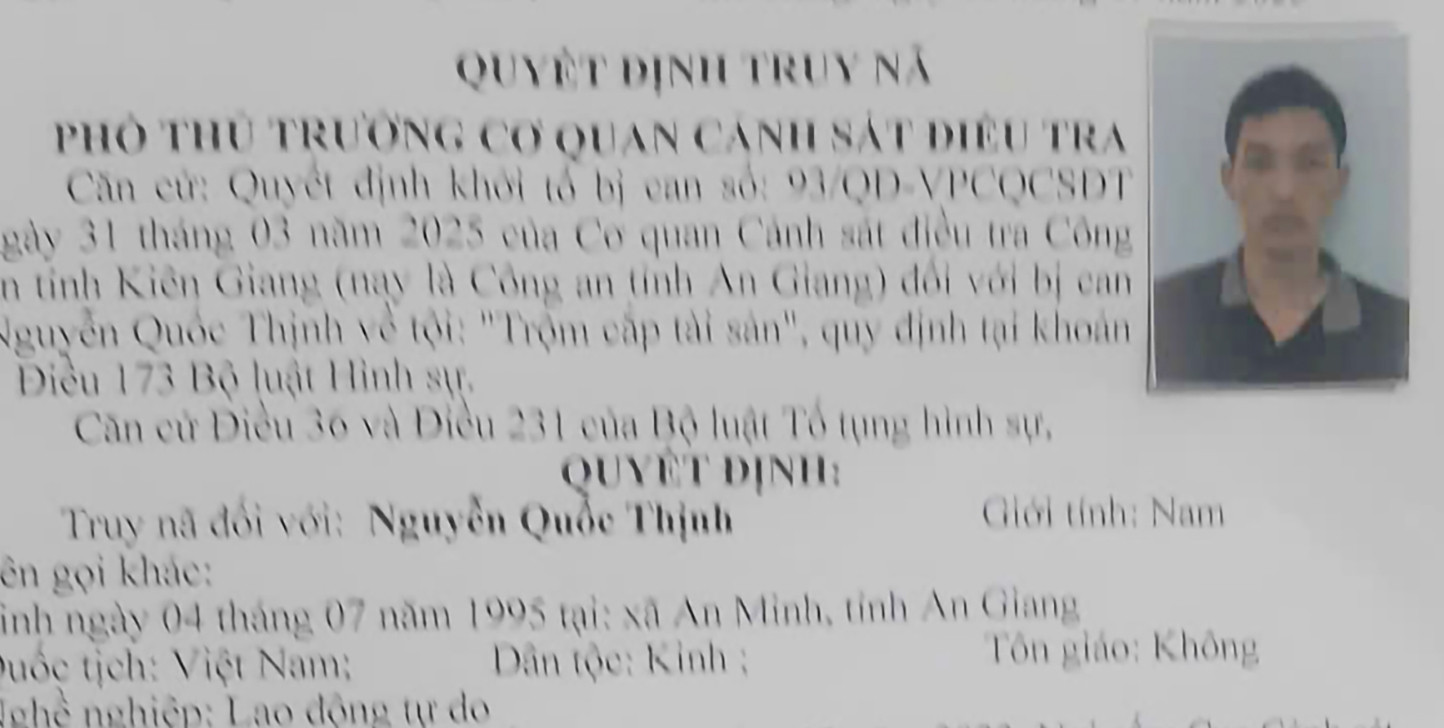 năm
QUYẾT ĐỊNH TRUY NÃ
PHÓ THỦ TRƯỞNG CƠ QUAN CẢNH SÁT ĐIỀU TRA
Căn cứ: Quyết định khởi tố bị can số: 93/QĐ-VPCQCSĐT
gày 31 tháng 03 năm 2025 của Cơ quan Cảnh sát điều tra Công
n tỉnh Kiên Giang (nay là Công an tỉnh An Giang) đối với bị can
Nguyễn Quốc Thịnh về tội: "Trộm cắp tài sản", quy định tại khoản
Điều 173 Bộ luật Hình sự.
Căn cứ Điều 36 và Điều 231 của Bộ luật Tố tụng hình sự,
QUYẾT ĐỊNH:
Truy nã đối với: Nguyễn Quốc Thịnh Giới tính: Nam
ên gọi khác:
inh ngày 04 tháng 07 năm 1995 tại: xã An Minh, tỉnh An Giang
Quốc tịch: Việt Nam; Dân tộc: Kinh ; Tôn giáo: Không
Nghề nghiệp: Lao động tự do